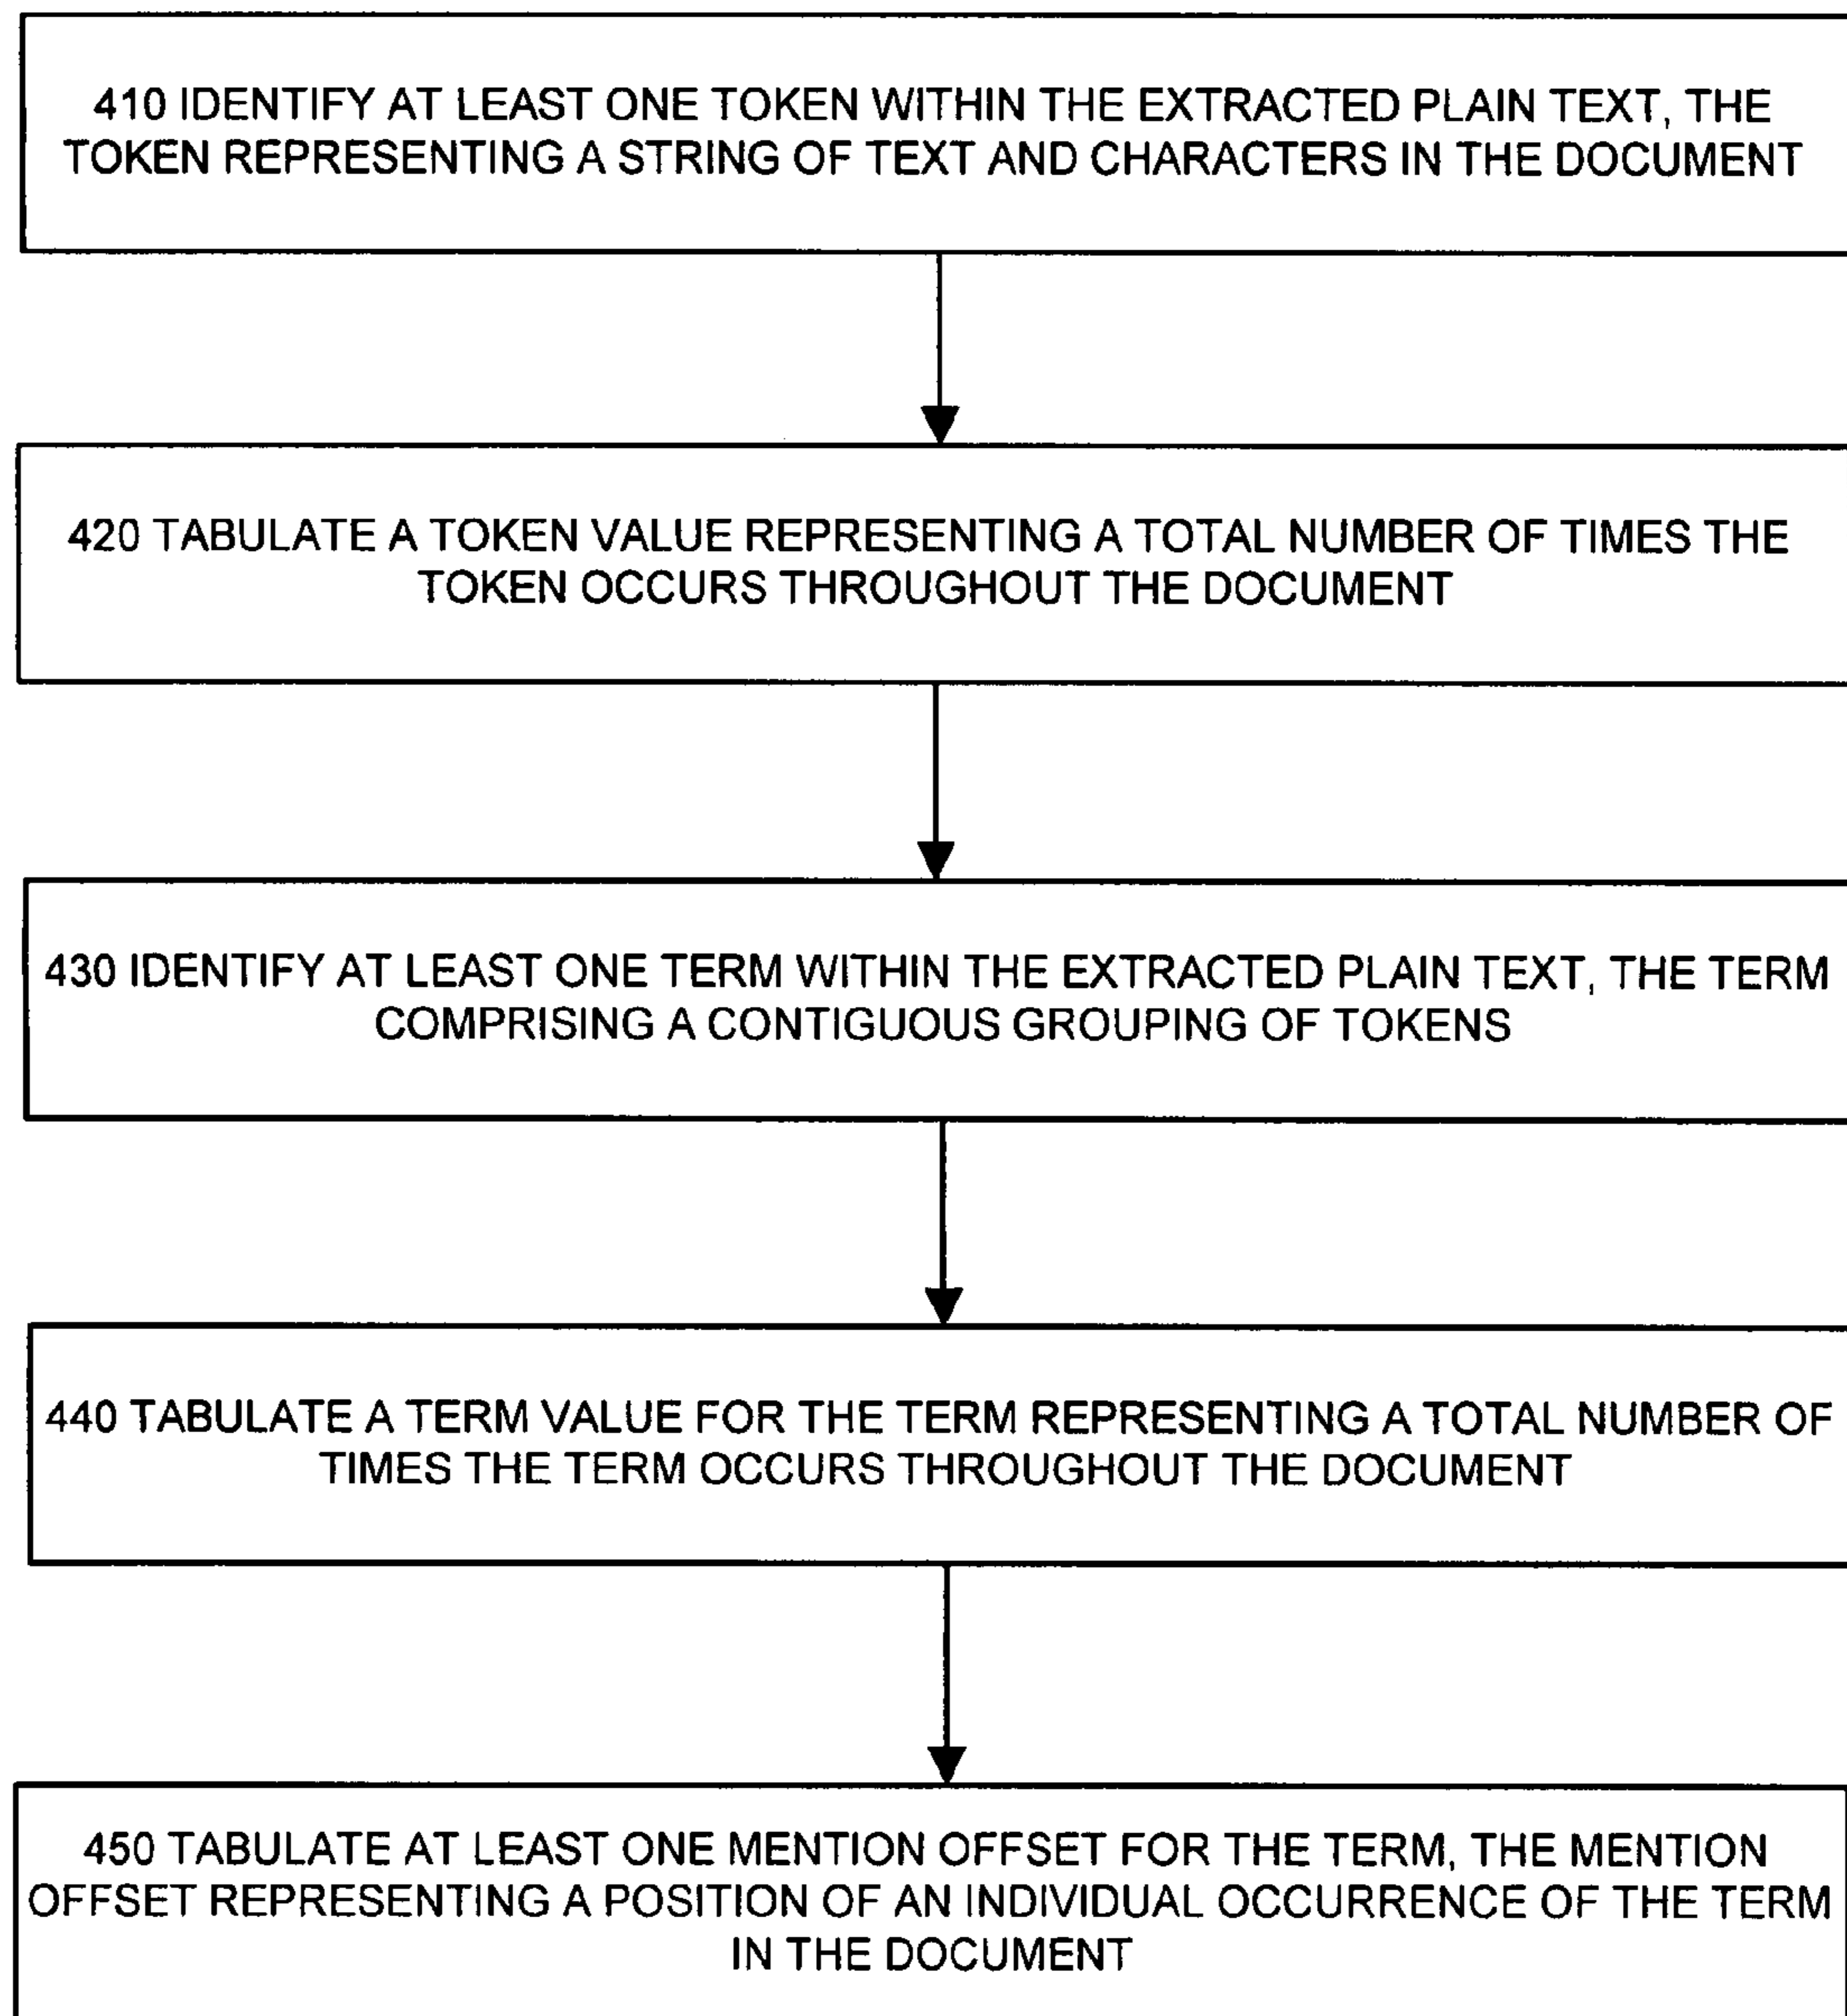 410 IDENTIFY AT LEAST ONE TOKEN WITHIN THE EXTRACTED PLAIN TEXT, THE
TOKEN REPRESENTING A STRING OF TEXT AND CHARACTERS IN THE DOCUMENT
420 TABULATE A TOKEN VALUE REPRESENTING A TOTAL NUMBER OF TIMES THE
TOKEN OCCURS THROUGHOUT THE DOCUMENT
430 IDENTIFY AT LEAST ONE TERM WITHIN THE EXTRACTED PLAIN TEXT, THE TERM
COMPRISING A CONTIGUOUS GROUPING OF TOKENS
440 TABULATE A TERM VALUE FOR THE TERM REPRESENTING A TOTAL NUMBER OF
TIMES THE TERM OCCURS THROUGHOUT THE DOCUMENT
450 TABULATE AT LEAST ONE MENTION OFFSET FOR THE TERM, THE MENTION
OFFSET REPRESENTING A POSITION OF AN INDIVIDUAL OCCURRENCE OF THE TERM
IN THE DOCUMENT